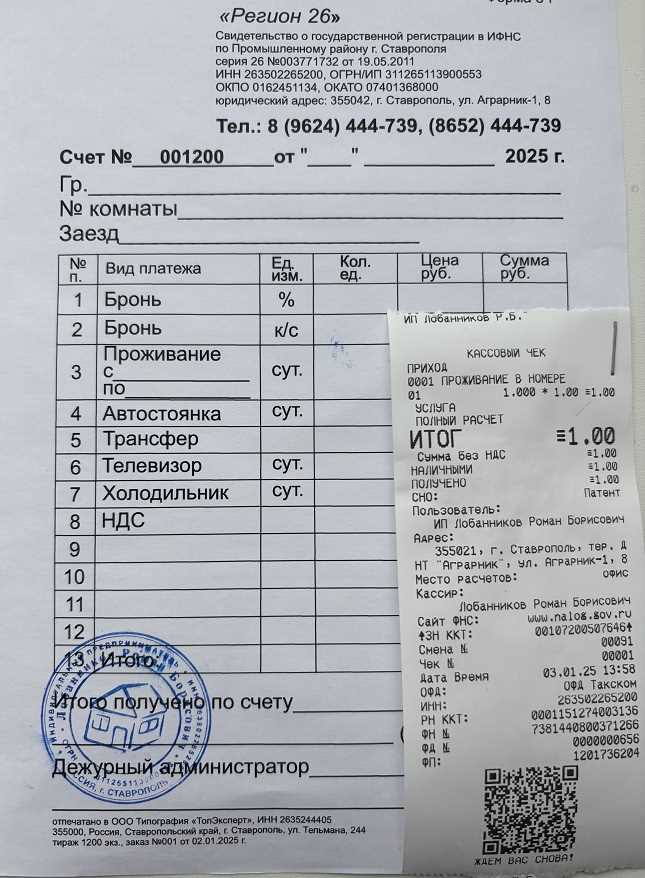 «Регион 26»
Свидетельство о государственной регистрации в ИФНС
по Промышленному району г. Ставрополя
серия 26 №003771732 от 19.05.2011
ИНН 263502265200, ОГРН/ИП 311265113900553
ОКПО 0162451134, ОКАТО 07401368000
юридический адрес: 355042, г. Ставрополь, ул. Аграрник-1, 8
Тел.: 8 (9624) 444-739, (8652) 444-739
Счет №___001200_____от "____" ____________ 2025 г.
Гр.
№ комнаты
Заезд
№ п. Вид платежа Ед. изм. Кол. ед. Цена руб. Сумма руб.
1 Бронь %
2 Бронь к/с
3 Проживание с по сут.
4 Автостоянка сут.
5 Трансфер
6 Телевизор сут.
7 Холодильник сут.
8 НДС
9
10
11
12
13 Итого
Итого получено по счету
Дежурный администратор
отпечатано в ООО Типография «ТопЭксперт», ИНН 2635244405
355000, Россия, Ставропольский край, г. Ставрополь, ул. Тельмана, 244
тираж 1200 экз., заказ №001 от 02.01.2025 г.
ИП Лобанников Р.Б.
КАССОВЫЙ ЧЕК
ПРИХОД
0001 ПРОЖИВАНИЕ В НОМЕРЕ
01 1.000 * 1.00 ≡1.00
УСЛУГА
ПОЛНЫЙ РАСЧЕТ
ИТОГ ≡1.00
Сумма без НДС ≡1.00
НАЛИЧНЫМИ ≡1.00
ПОЛУЧЕНО ≡1.00
СНО: Патент
Пользователь:
ИП Лобанников Роман Борисович
Адрес:
355021, г. Ставрополь, тер. Д
НТ "Аграрник", ул. Аграрник-1, 8
Место расчетов: офис
Кассир:
Лобанников Роман Борисович
Сайт ФНС: www.nalog.gov.ru
ЗН ККТ: 00107200507646
Смена № 00091
Чек № 00001
Дата Время 03.01.25 13:58
ОФД: ОФД Такском
ИНН: 263502265200
РН ККТ: 0001151274003136
ФН № 7381440800371266
ФД № 0000000656
ФП: 1201736204
ЖДЕМ ВАС СНОВА!